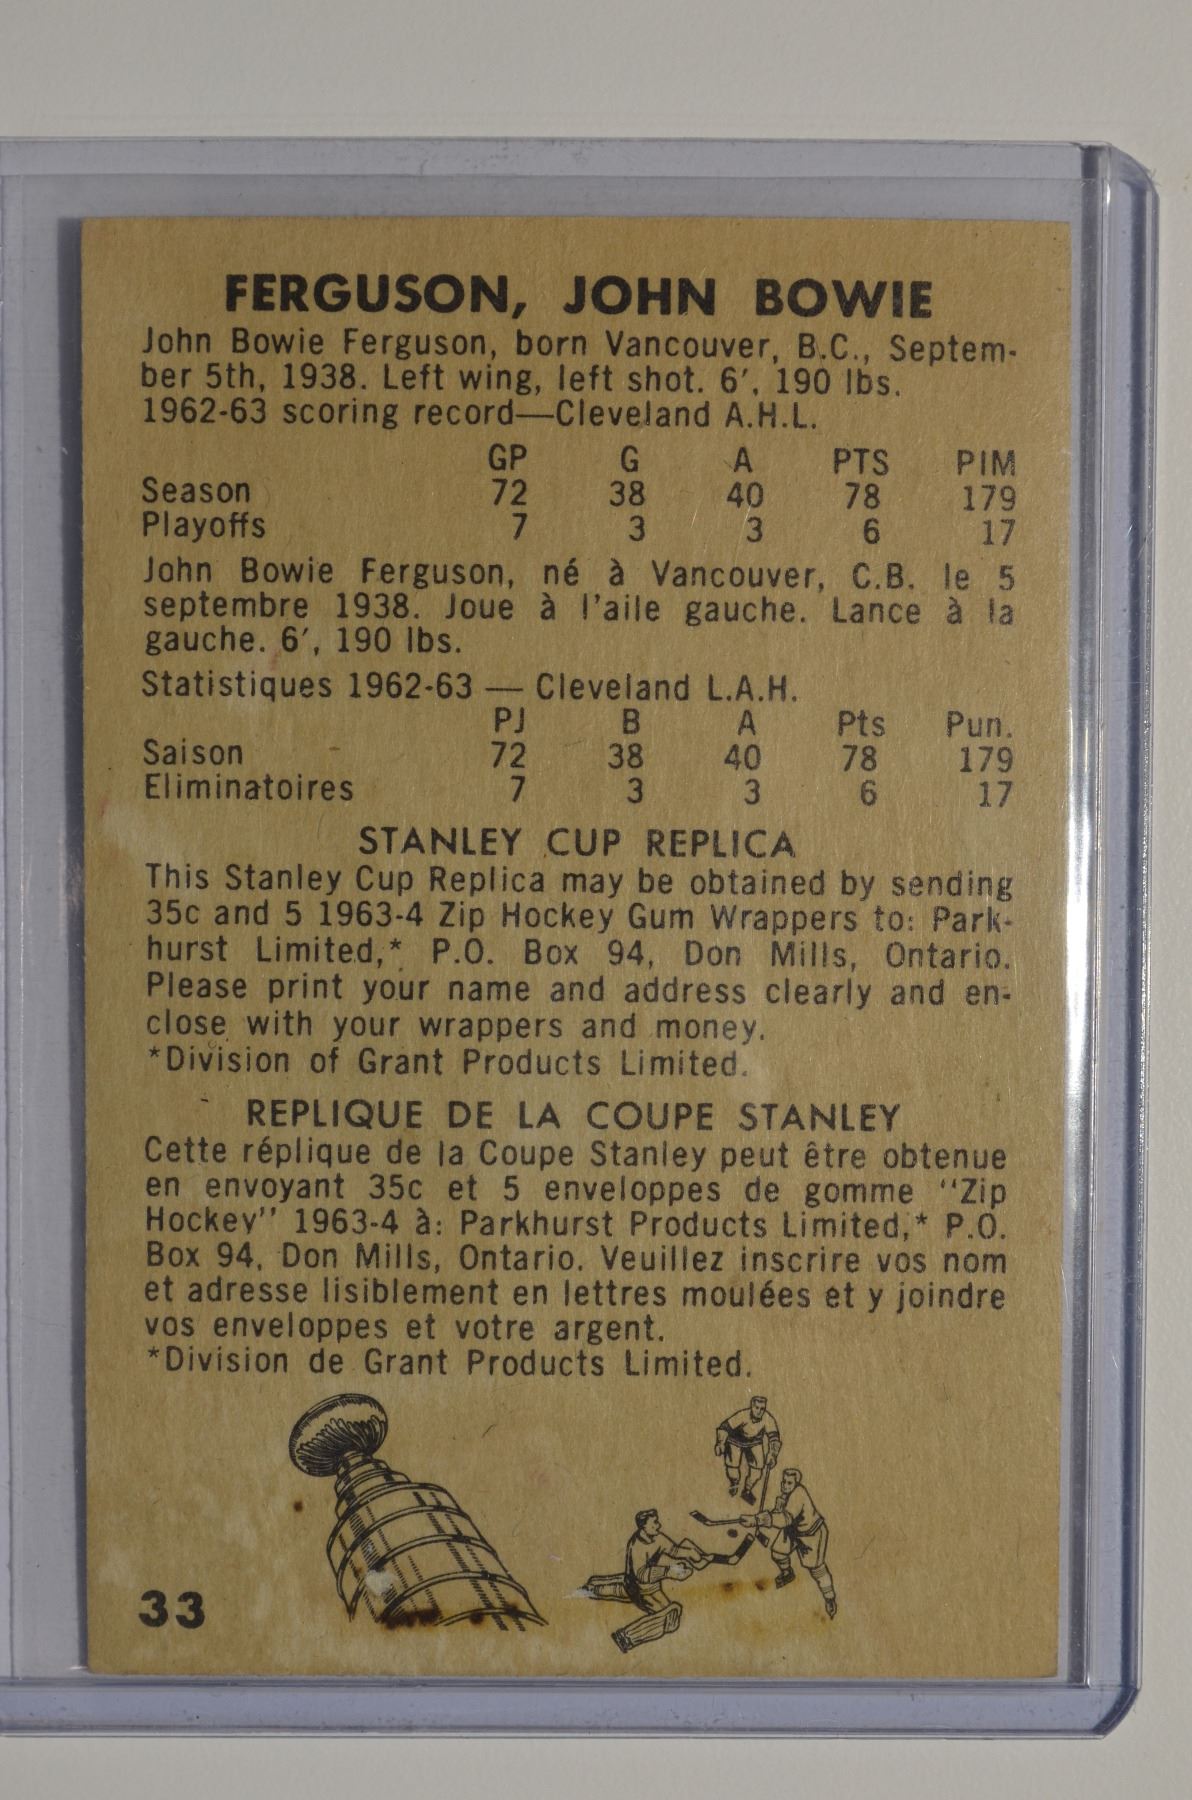 FERGUSON, JOHN BOWIE
John Bowie Ferguson, born Vancouver, B.C., Septem-
ber 5th, 1938. Left wing, left shot. 6′, 190 lbs.
1962-63 scoring record—Cleveland A.H.L.
GP G A PTS PIM
Season 72 38 40 78 179
Playoffs 7 3 3 6 17
John Bowie Ferguson, né à Vancouver, C.B. le 5
septembre 1938. Joue à l'aile gauche. Lance à la
gauche. 6′, 190 lbs.
Statistiques 1962-63 — Cleveland L.A.H.
PJ B A Pts Pun.
Saison 72 38 40 78 179
Eliminatoires 7 3 3 6 17
STANLEY CUP REPLICA
This Stanley Cup Replica may be obtained by sending
35c and 5 1963-4 Zip Hockey Gum Wrappers to: Park-
hurst Limited,* P.O. Box 94, Don Mills, Ontario.
Please print your name and address clearly and en-
close with your wrappers and money.
*Division of Grant Products Limited.
REPLIQUE DE LA COUPE STANLEY
Cette réplique de la Coupe Stanley peut être obtenue
en envoyant 35c et 5 enveloppes de gomme "Zip
Hockey" 1963-4 à: Parkhurst Products Limited,* P.O.
Box 94, Don Mills, Ontario. Veuillez inscrire vos nom
et adresse lisiblement en lettres moulées et y joindre
vos enveloppes et votre argent.
*Division de Grant Products Limited.
33